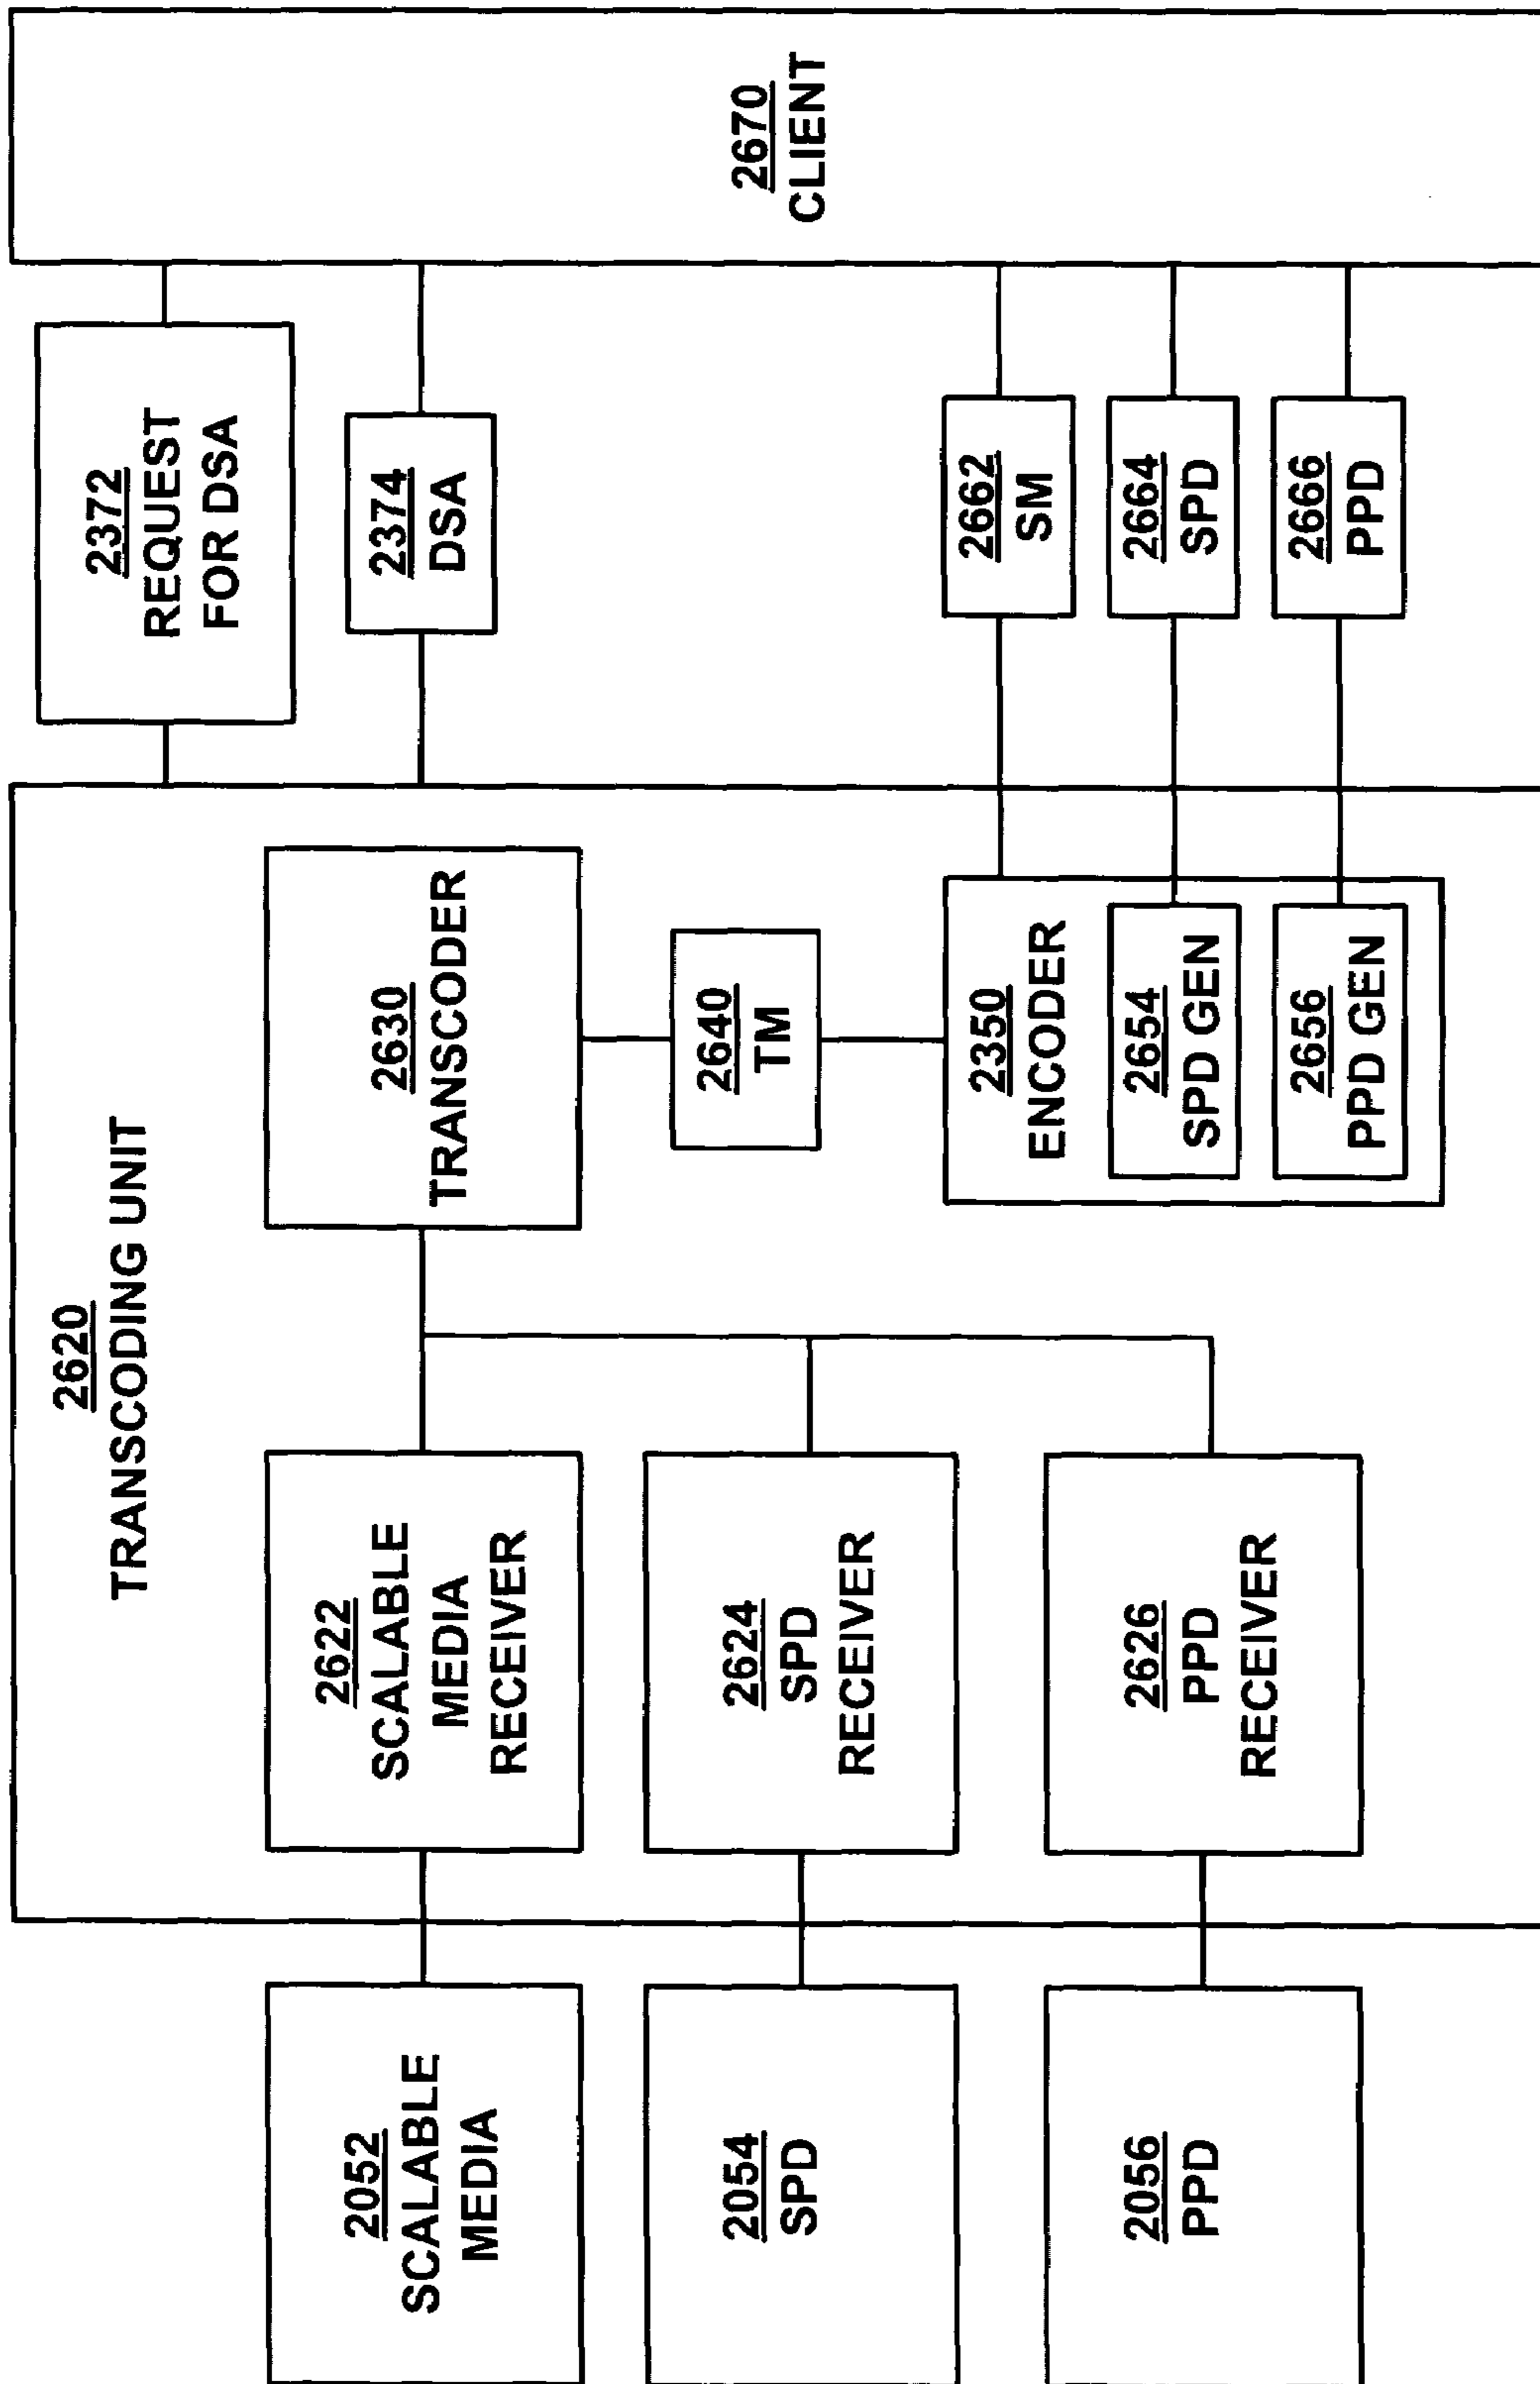 2620
TRANSCODING UNIT
2052
SCALABLE
MEDIA
2054
SPD
2056
PPD
2622
SCALABLE
MEDIA
RECEIVER
2624
SPD
RECEIVER
2626
PPD
RECEIVER
2630
TRANSCODER
2640
TM
2350
ENCODER
2654
SPD GEN
2656
PPD GEN
2372
REQUEST
FOR DSA
2374
DSA
2662
SM
2664
SPD
2666
PPD
2670
CLIENT